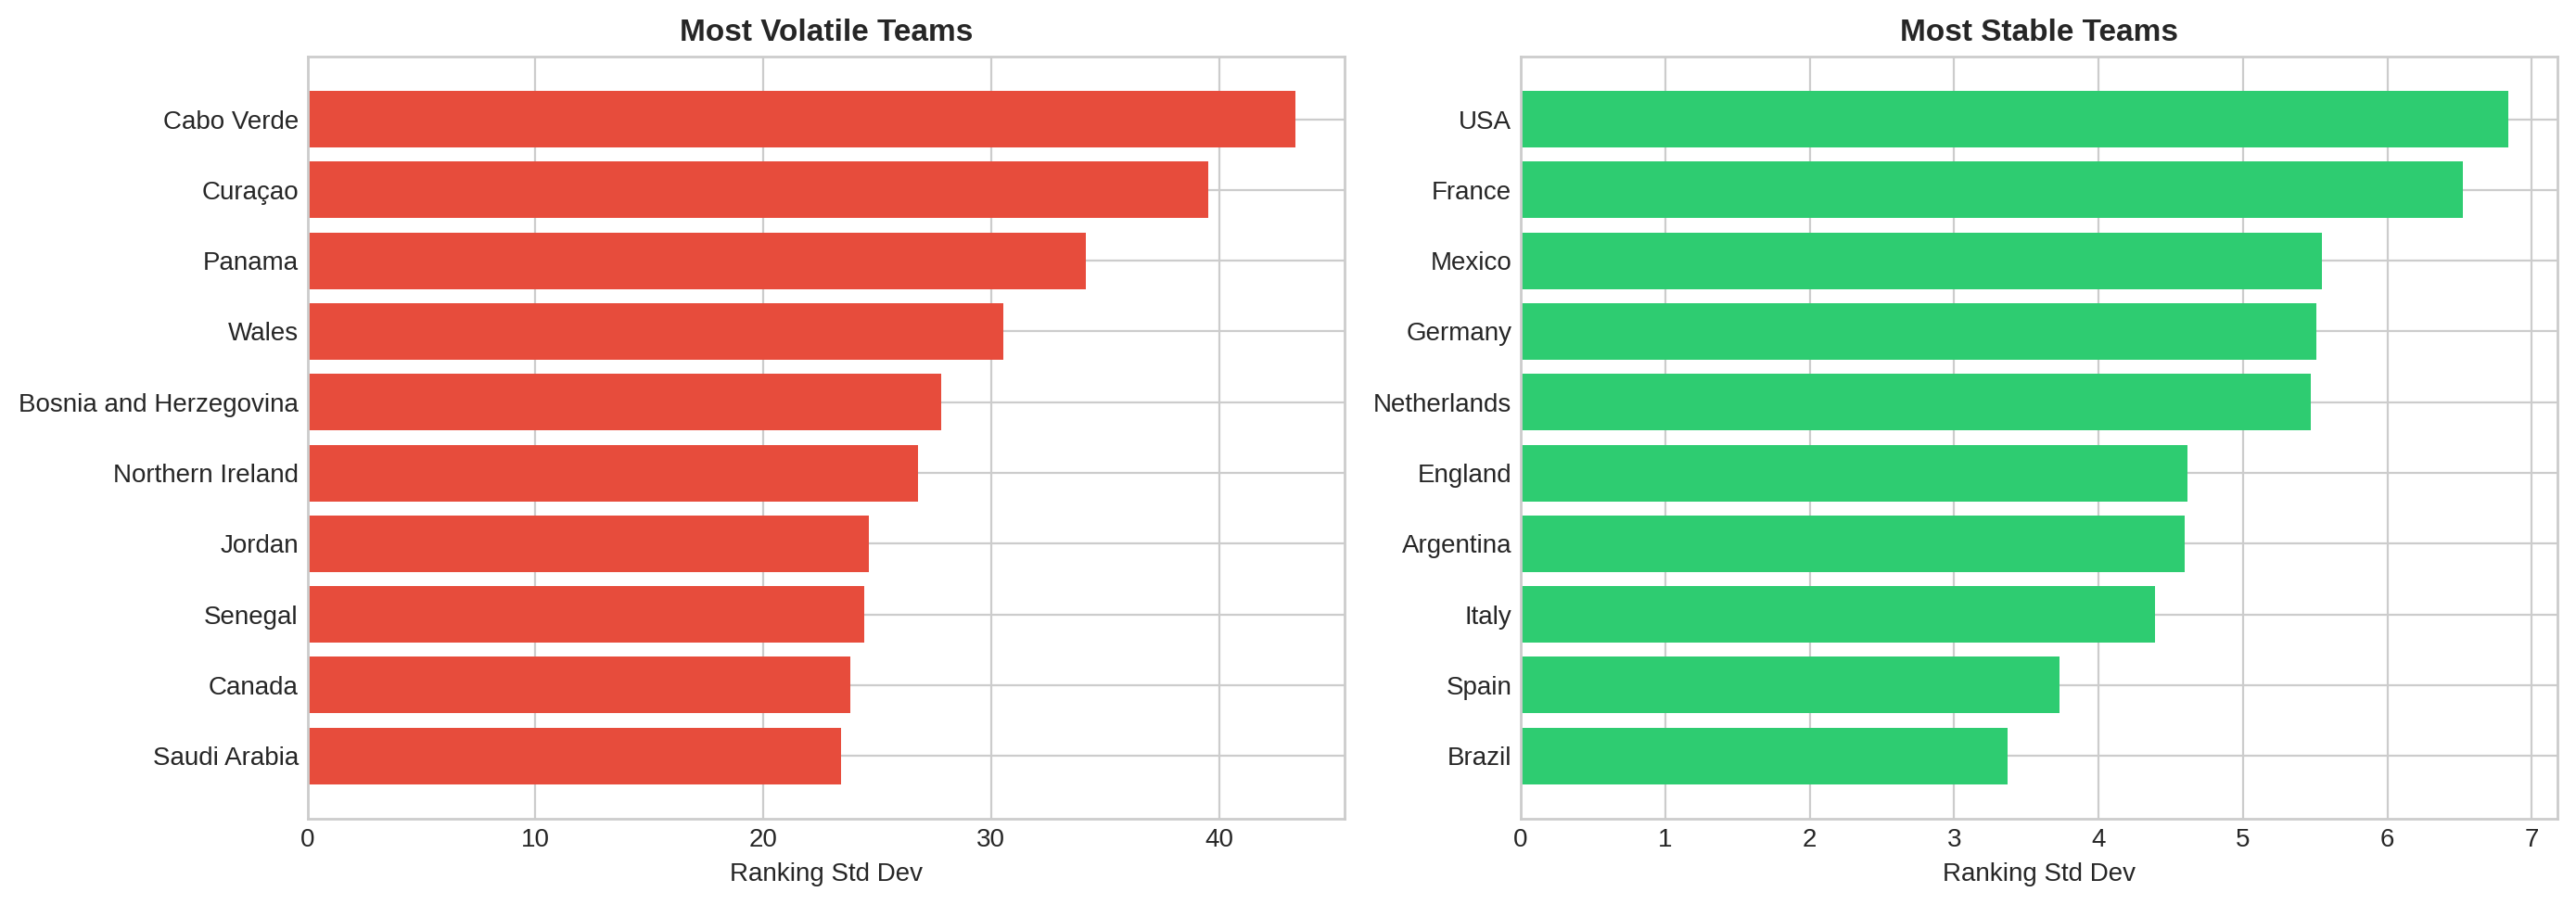 Most Volatile Teams
Cabo Verde
Curaçao
Panama
Wales
Bosnia and Herzegovina
Northern Ireland
Jordan
Senegal
Canada
Saudi Arabia
0 10 20 30 40
Ranking Std Dev
Most Stable Teams
USA
France
Mexico
Germany
Netherlands
England
Argentina
Italy
Spain
Brazil
0 1 2 3 4 5 6 7
Ranking Std Dev